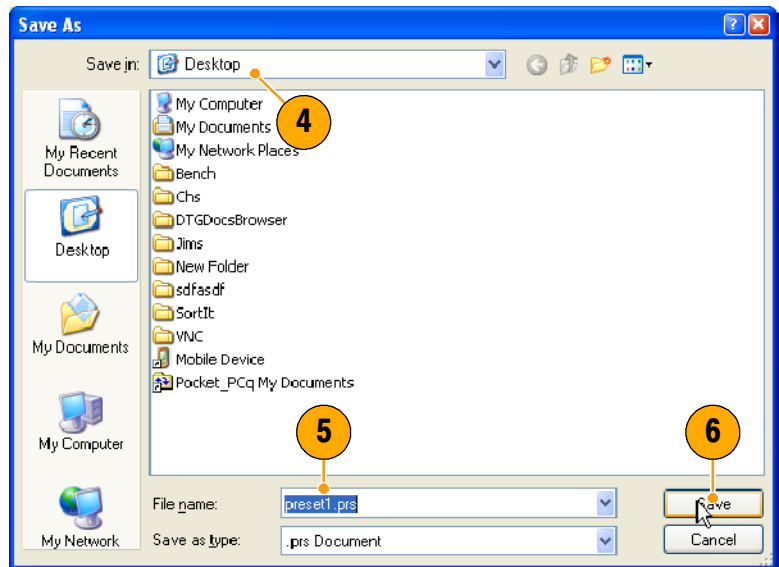 Save As
Save in:
Desktop
4
My Recent
Documents
Desktop
My Documents
My Computer
My Network
My Computer
My Documents
My Network Places
Bench
Chs
DTGDocsBrowser
Jims
New Folder
sdfasdf
SortIt
VNC
Mobile Device
Pocket_PCq My Documents
5
6
File name:
preset1.prs
Save
Save as type:
.prs Document
Cancel